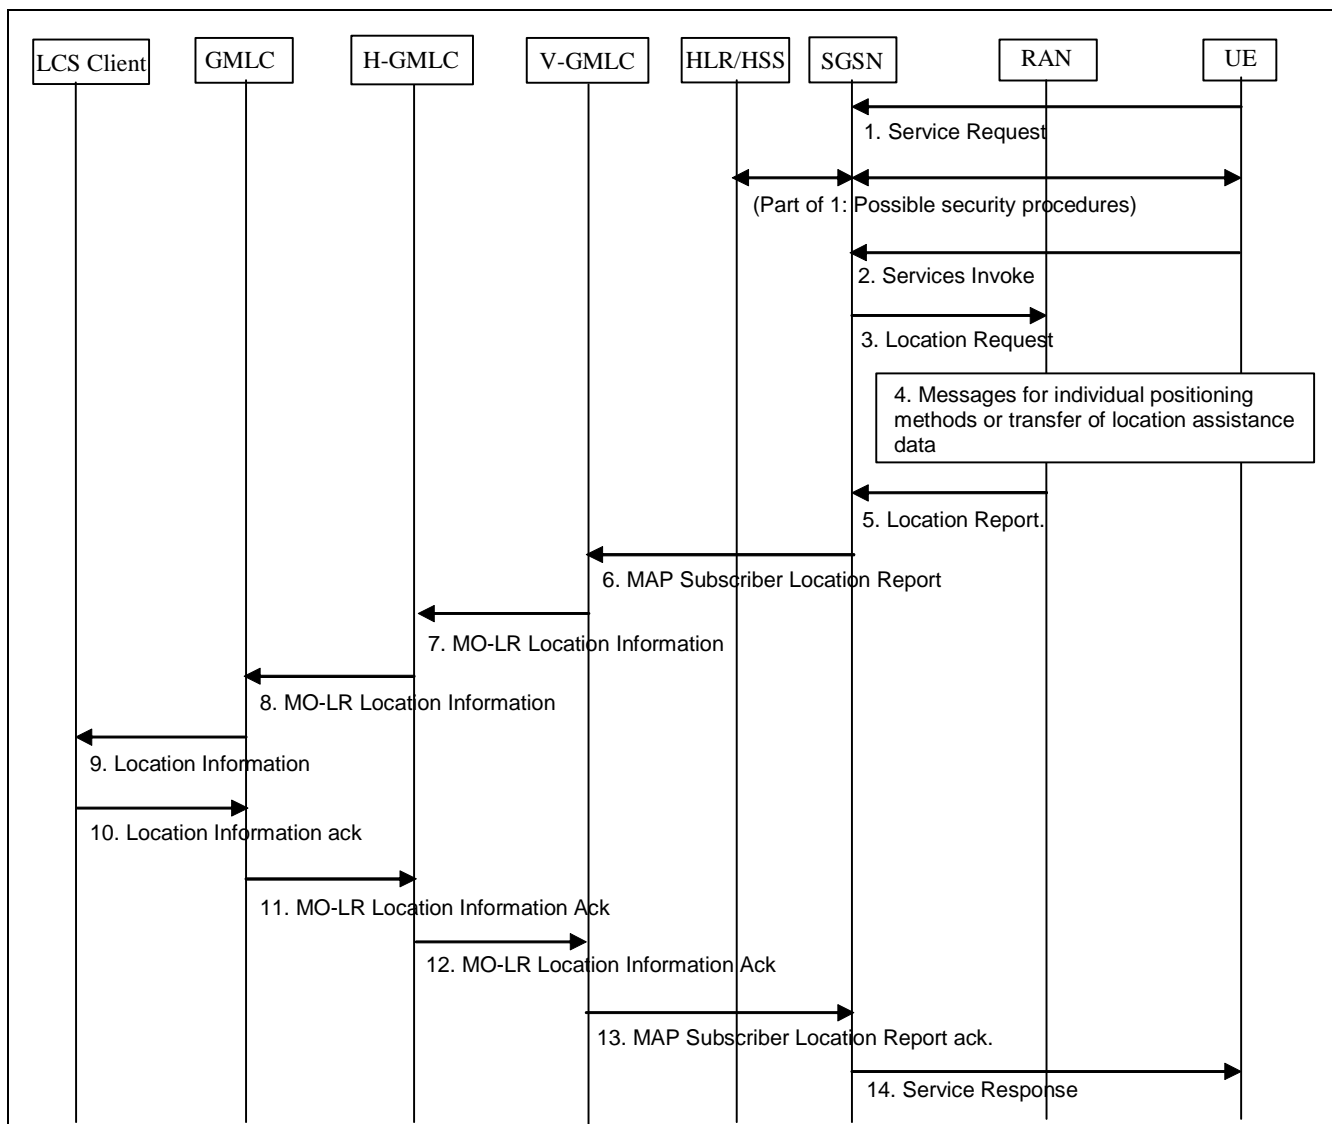 LCS Client
GMLC
H-GMLC
V-GMLC
HLR/HSS
SGSN
RAN
UE
1. Service Request
(Part of 1: Possible security procedures)
2. Services Invoke
3. Location Request
4. Messages for individual positioning
methods or transfer of location assistance
data
5. Location Report.
6. MAP Subscriber Location Report
7. MO-LR Location Information
8. MO-LR Location Information
9. Location Information
10. Location Information ack
11. MO-LR Location Information Ack
12. MO-LR Location Information Ack
13. MAP Subscriber Location Report ack.
14. Service Response